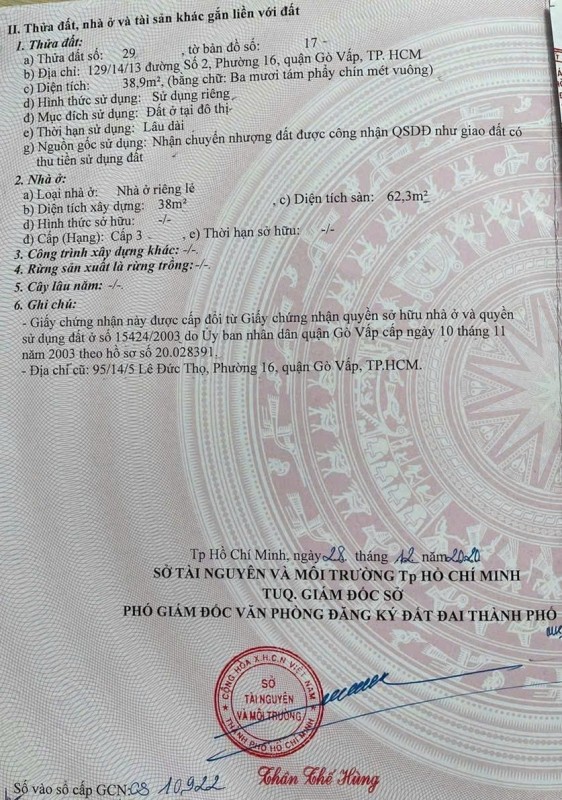 II. Thửa đất, nhà ở và tài sản khác gắn liền với đất
1. Thửa đất:
a) Thửa đất số: 29 , tờ bản đồ số: 17 -
b) Địa chỉ: 129/14/13 đường Số 2, Phường 16, quận Gò Vấp, TP. HCM
c) Diện tích: 38,9m², (bằng chữ: Ba mươi tám phẩy chín mét vuông)
d) Hình thức sử dụng: Sử dụng riêng
đ) Mục đích sử dụng: Đất ở tại đô thị
e) Thời hạn sử dụng: Lâu dài
g) Nguồn gốc sử dụng: Nhận chuyển nhượng đất được công nhận QSDĐ như giao đất có
thu tiền sử dụng đất
2. Nhà ở:
a) Loại nhà ở: Nhà ở riêng lẻ
b) Diện tích xây dựng: 38m² , c) Diện tích sàn: 62,3m²
d) Hình thức sở hữu: -/-
đ) Cấp (Hạng): Cấp 3 , e) Thời hạn sở hữu: -/-
3. Công trình xây dựng khác: -/-.
4. Rừng sản xuất là rừng trồng:-/-.
5. Cây lâu năm: -/-.
6. Ghi chú:
- Giấy chứng nhận này được cấp đổi từ Giấy chứng nhận quyền sở hữu nhà ở và quyền
sử dụng đất ở số 15424/2003 do Ủy ban nhân dân quận Gò Vấp cấp ngày 10 tháng 11
năm 2003 theo hồ sơ số 20.028391.
- Địa chỉ cũ: 95/14/5 Lê Đức Thọ, Phường 16, quận Gò Vấp, TP.HCM.
Tp Hồ Chí Minh, ngày 28 tháng 12 năm 2020
SỞ TÀI NGUYÊN VÀ MÔI TRƯỜNG Tp HỒ CHÍ MINH
TUQ. GIÁM ĐỐC SỞ
PHÓ GIÁM ĐỐC VĂN PHÒNG ĐĂNG KÝ ĐẤT ĐAI THÀNH PHỐ
CỘNG HÒA X.H.C.N VIỆT NAM
SỞ
TÀI NGUYÊN
VÀ MÔI TRƯỜNG
THÀNH PHỐ HỒ CHÍ MINH
Thân Thế Hùng
Số vào sổ cấp GCN: CS 10922